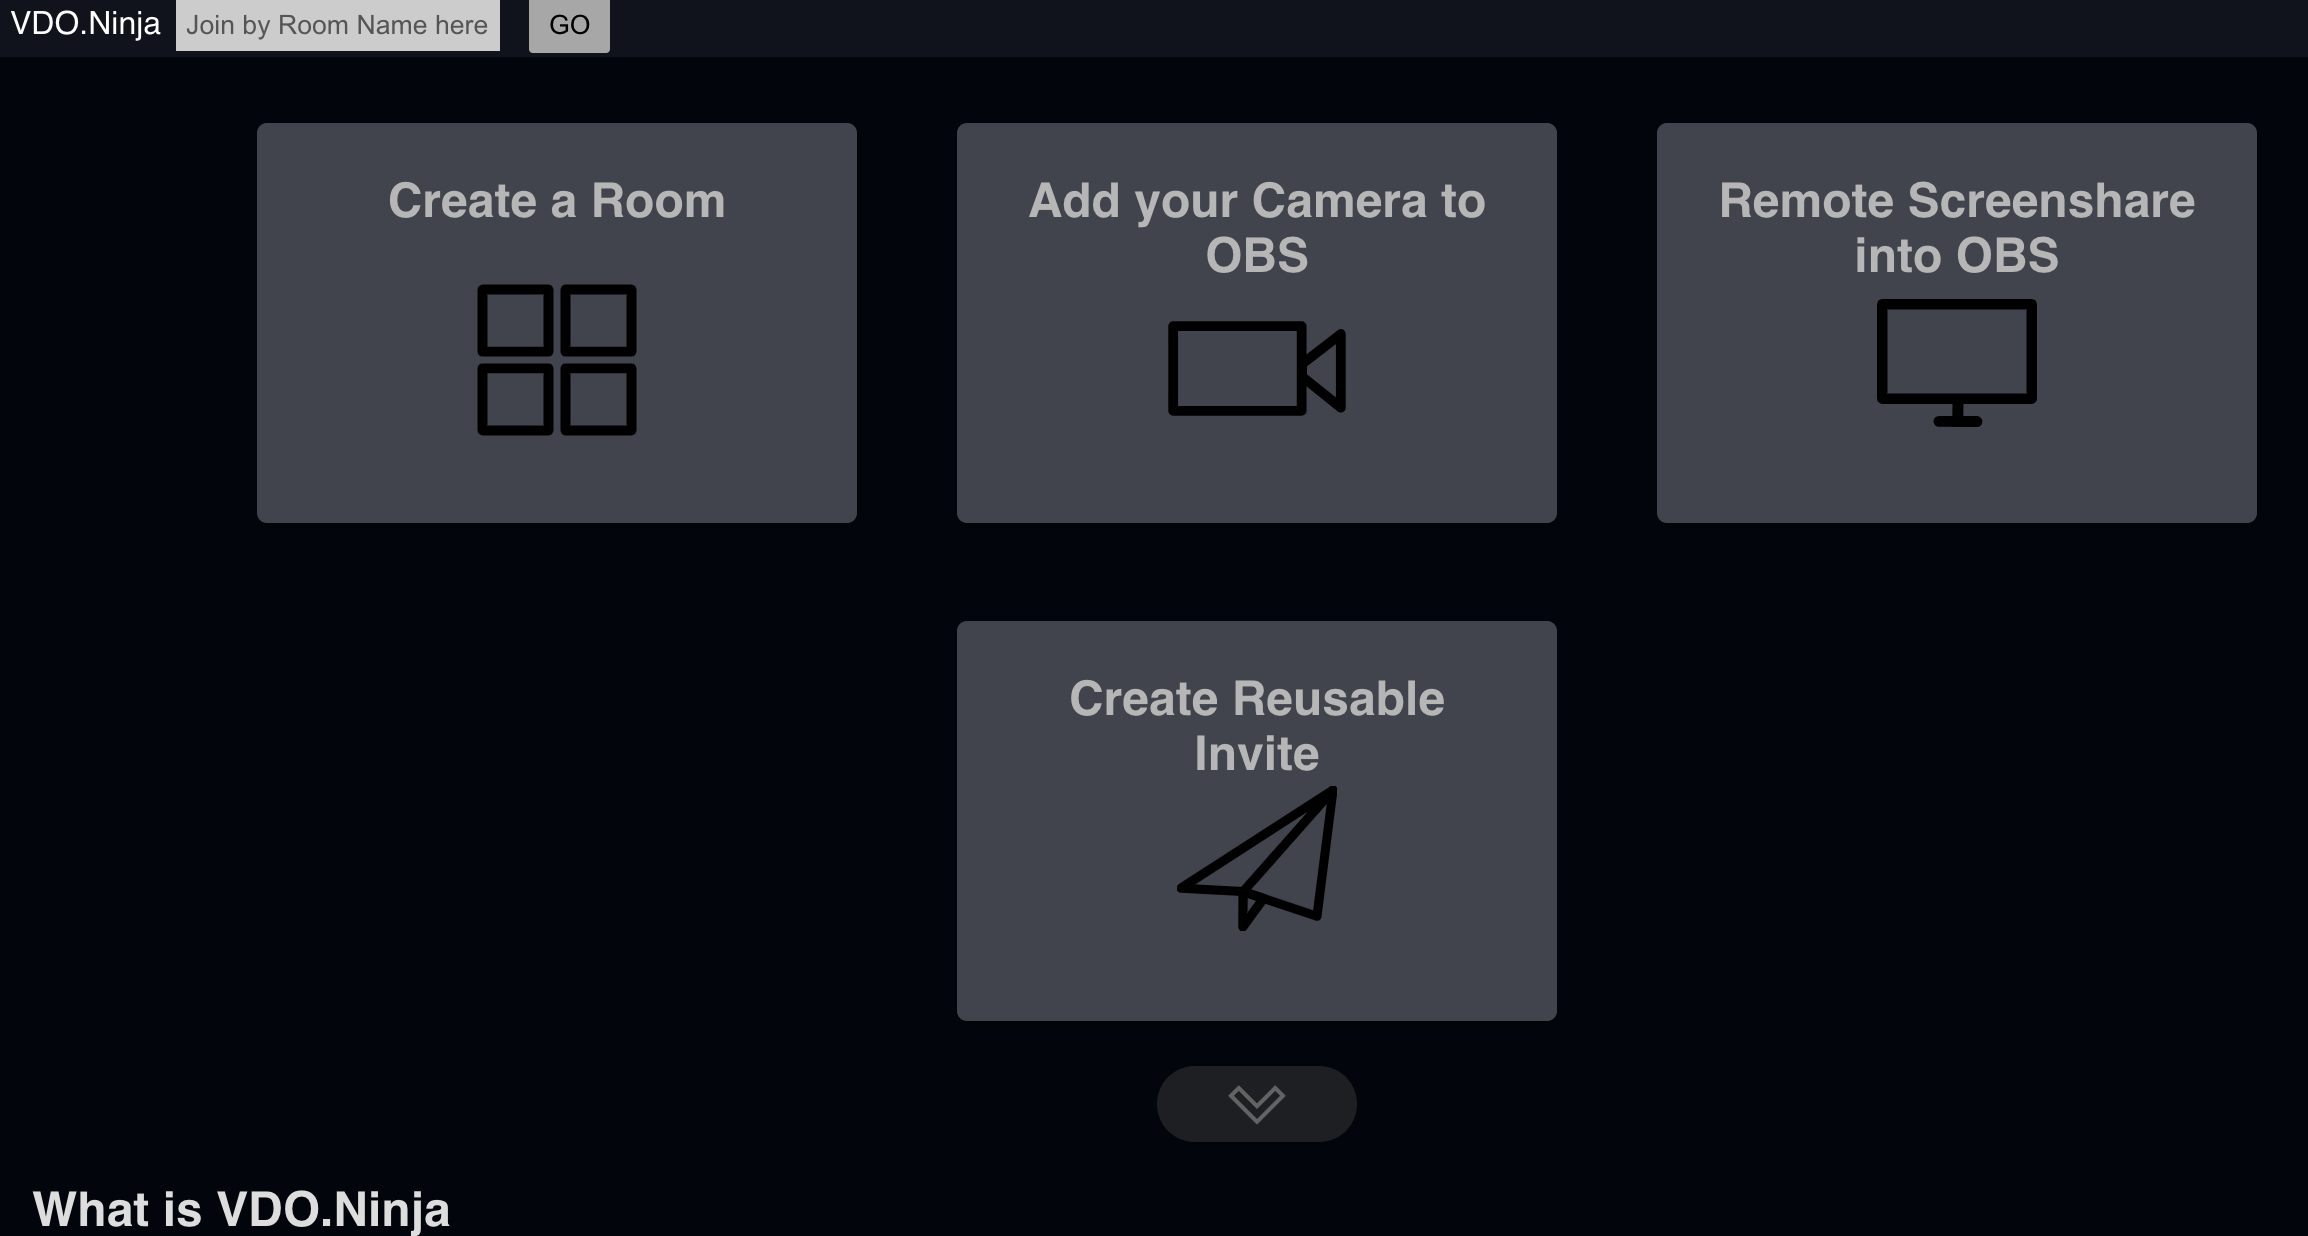 VDO.Ninja
Join by Room Name here
GO
Create a Room
Add your Camera to
OBS
Remote Screenshare
into OBS
Create Reusable
Invite
What is VDO.Ninja